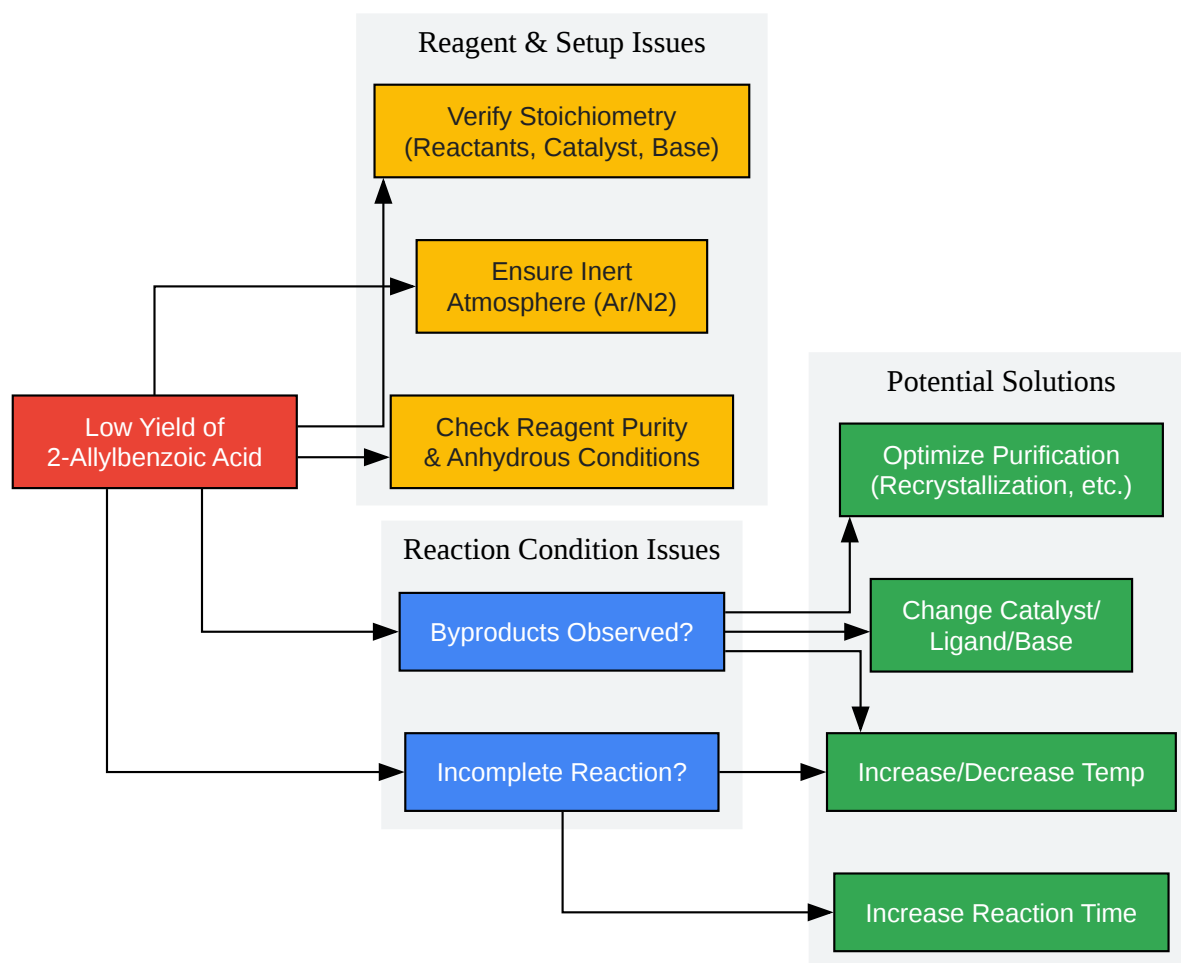 Reagent & Setup Issues
Verify Stoichiometry
(Reactants, Catalyst, Base)
Ensure Inert
Atmosphere (Ar/N2)
Check Reagent Purity
& Anhydrous Conditions
Low Yield of
2-Allylbenzoic Acid
Reaction Condition Issues
Byproducts Observed?
Incomplete Reaction?
Potential Solutions
Optimize Purification
(Recrystallization, etc.)
Change Catalyst/
Ligand/Base
Increase/Decrease Temp
Increase Reaction Time